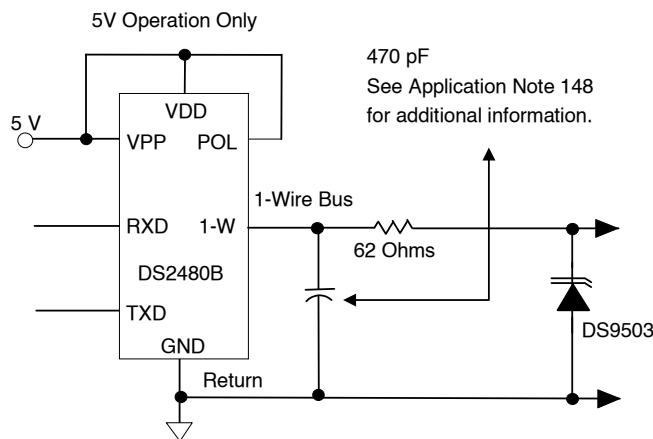 5V Operation Only
470 pF
See Application Note 148
for additional information.
VDD
5 V
VPP
POL
1-Wire Bus
RXD
1-W
62 Ohms
DS2480B
TXD
DS9503
GND
Return